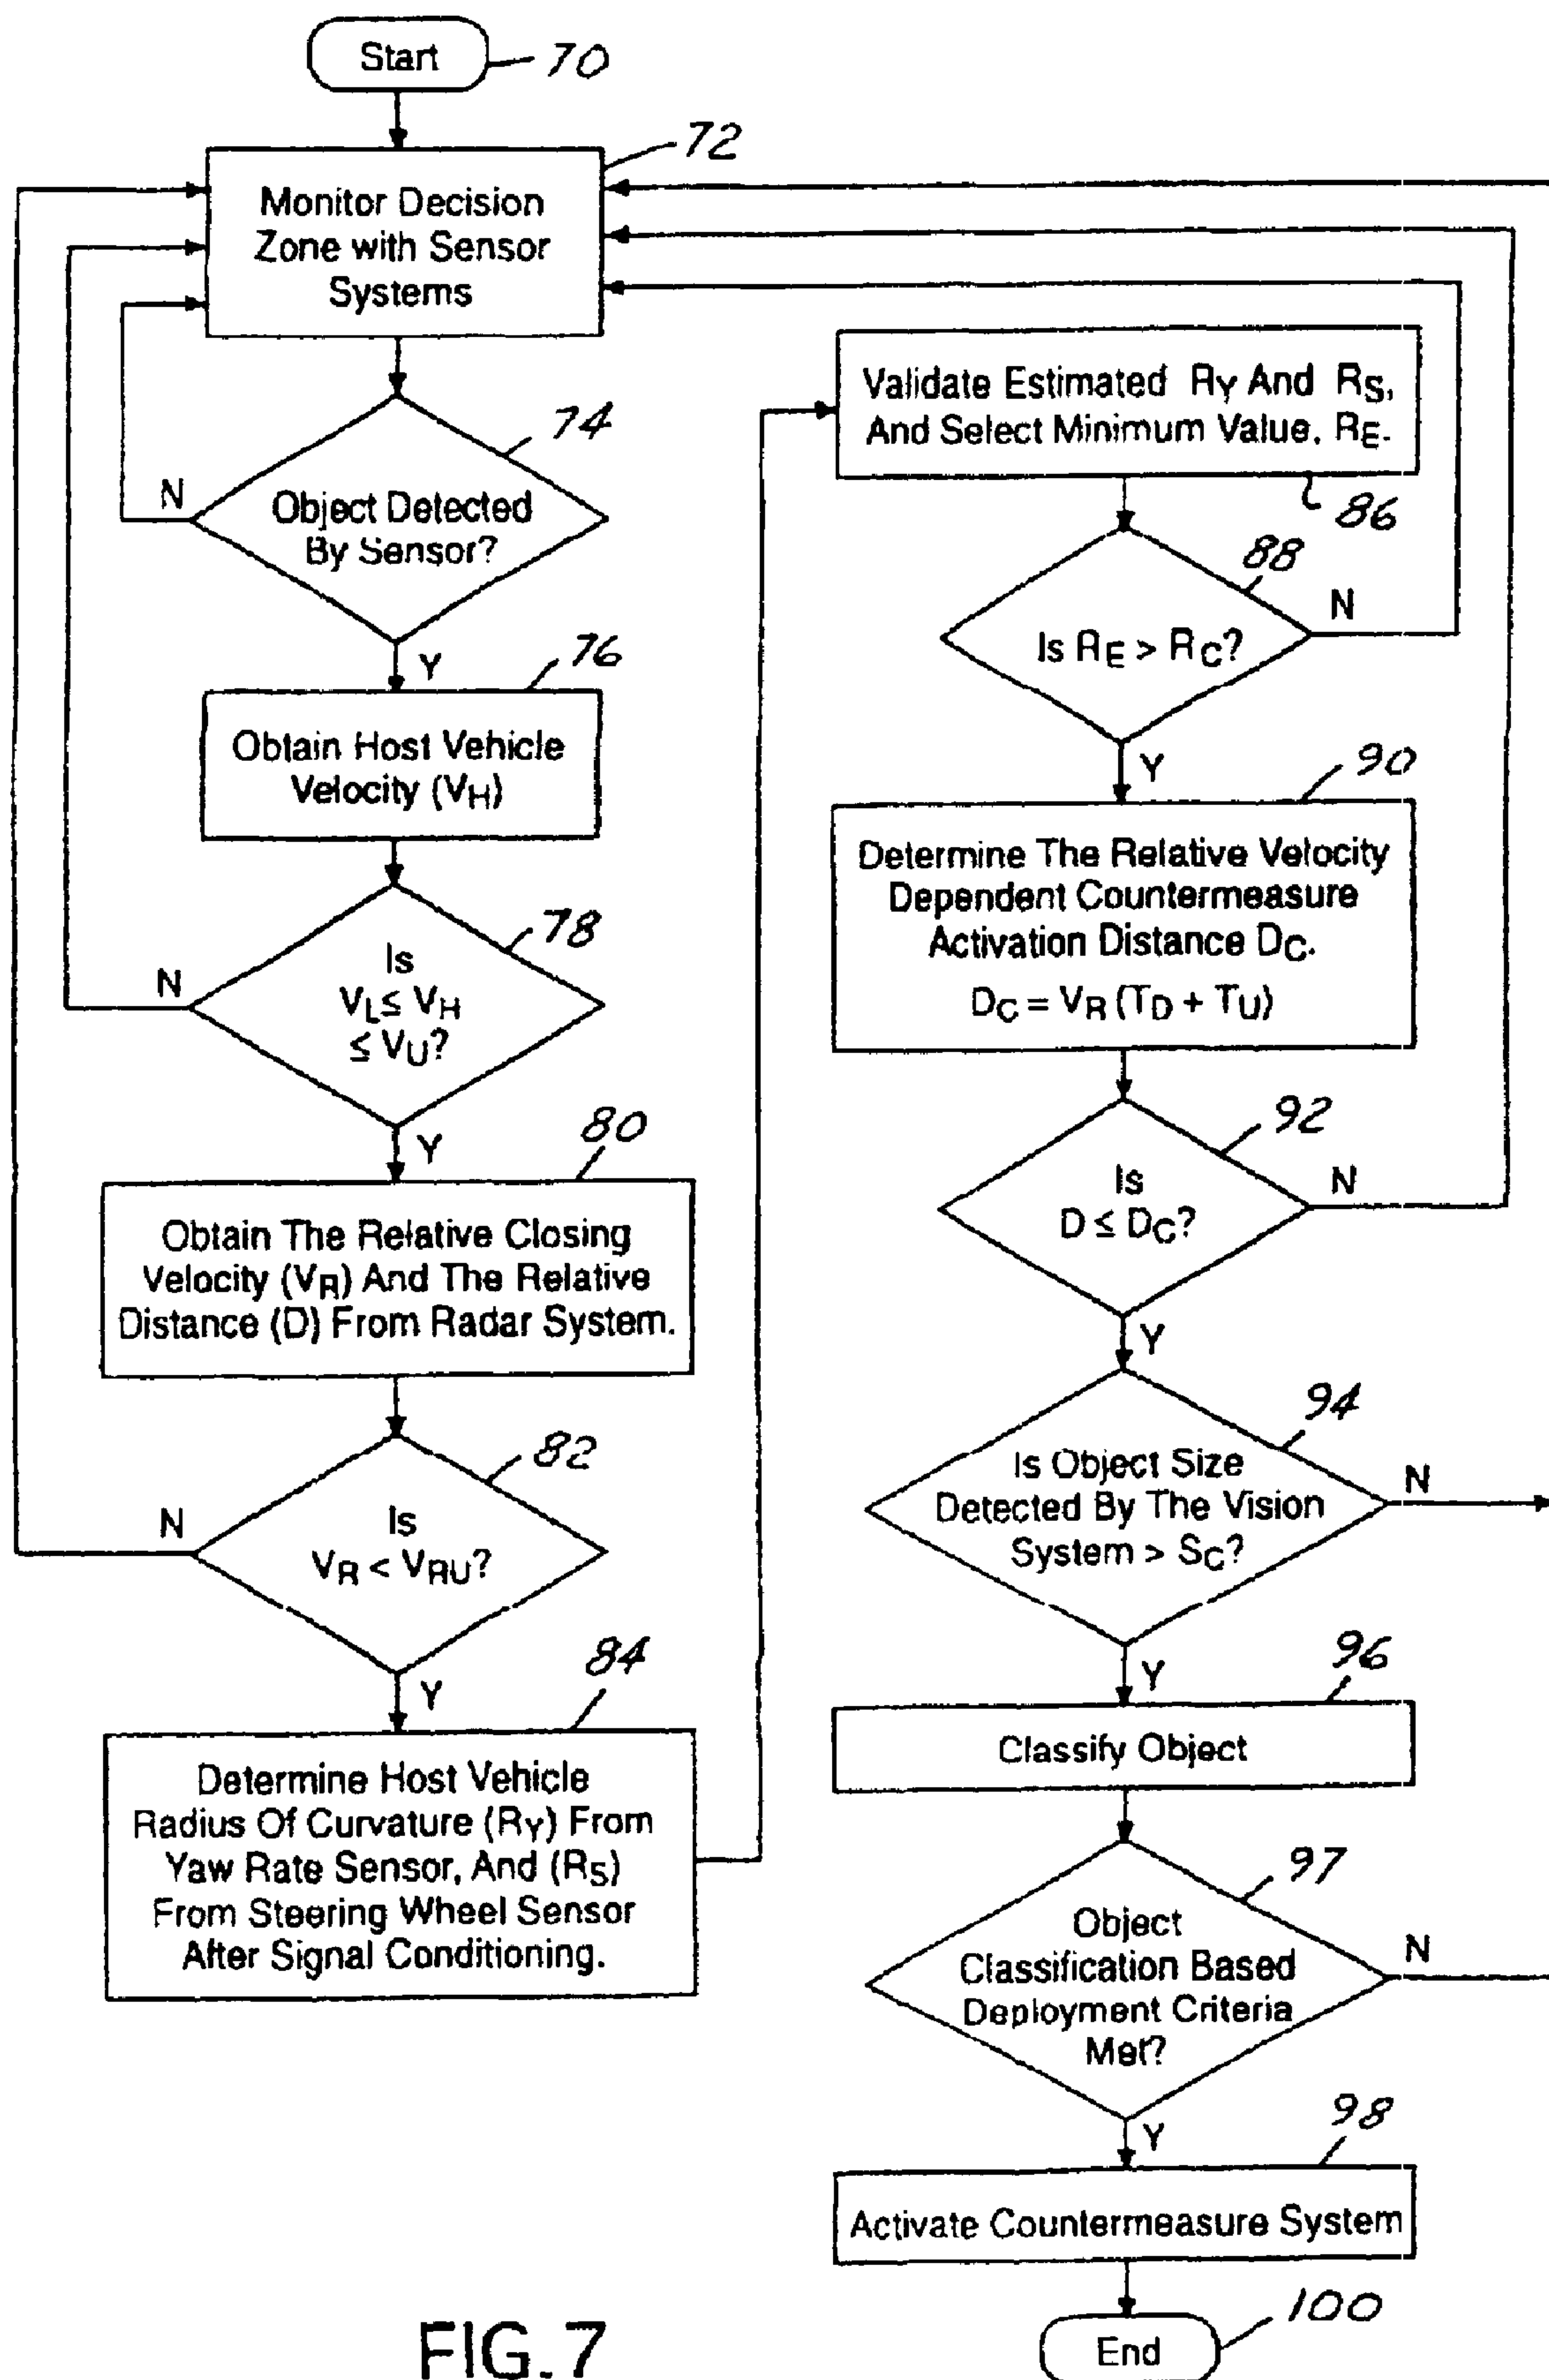 Start
70
72
Monitor Decision
Zone with Sensor
Systems
74
N
Object Detected
By Sensor?
Y
76
Obtain Host Vehicle
Velocity (VH)
78
N
Is
VL ≤ VH
≤ VU?
Y
80
Obtain The Relative Closing
Velocity (VR) And The Relative
Distance (D) From Radar System.
82
N
Is
VR < VRU?
Y
84
Determine Host Vehicle
Radius Of Curvature (RY) From
Yaw Rate Sensor, And (RS)
From Steering Wheel Sensor
After Signal Conditioning.
Validate Estimated RY And RS,
And Select Minimum Value, RE.
86
88
N
Is RE > RC?
Y
90
Determine The Relative Velocity
Dependent Countermeasure
Activation Distance DC.
DC = VR (TD + TU)
92
N
Is
D ≤ DC?
Y
94
N
Is Object Size
Detected By The Vision
System > SC?
Y
96
Classify Object
97
N
Object
Classification Based
Deployment Criteria
Met?
Y
98
Activate Countermeasure System
100
End
FIG.7